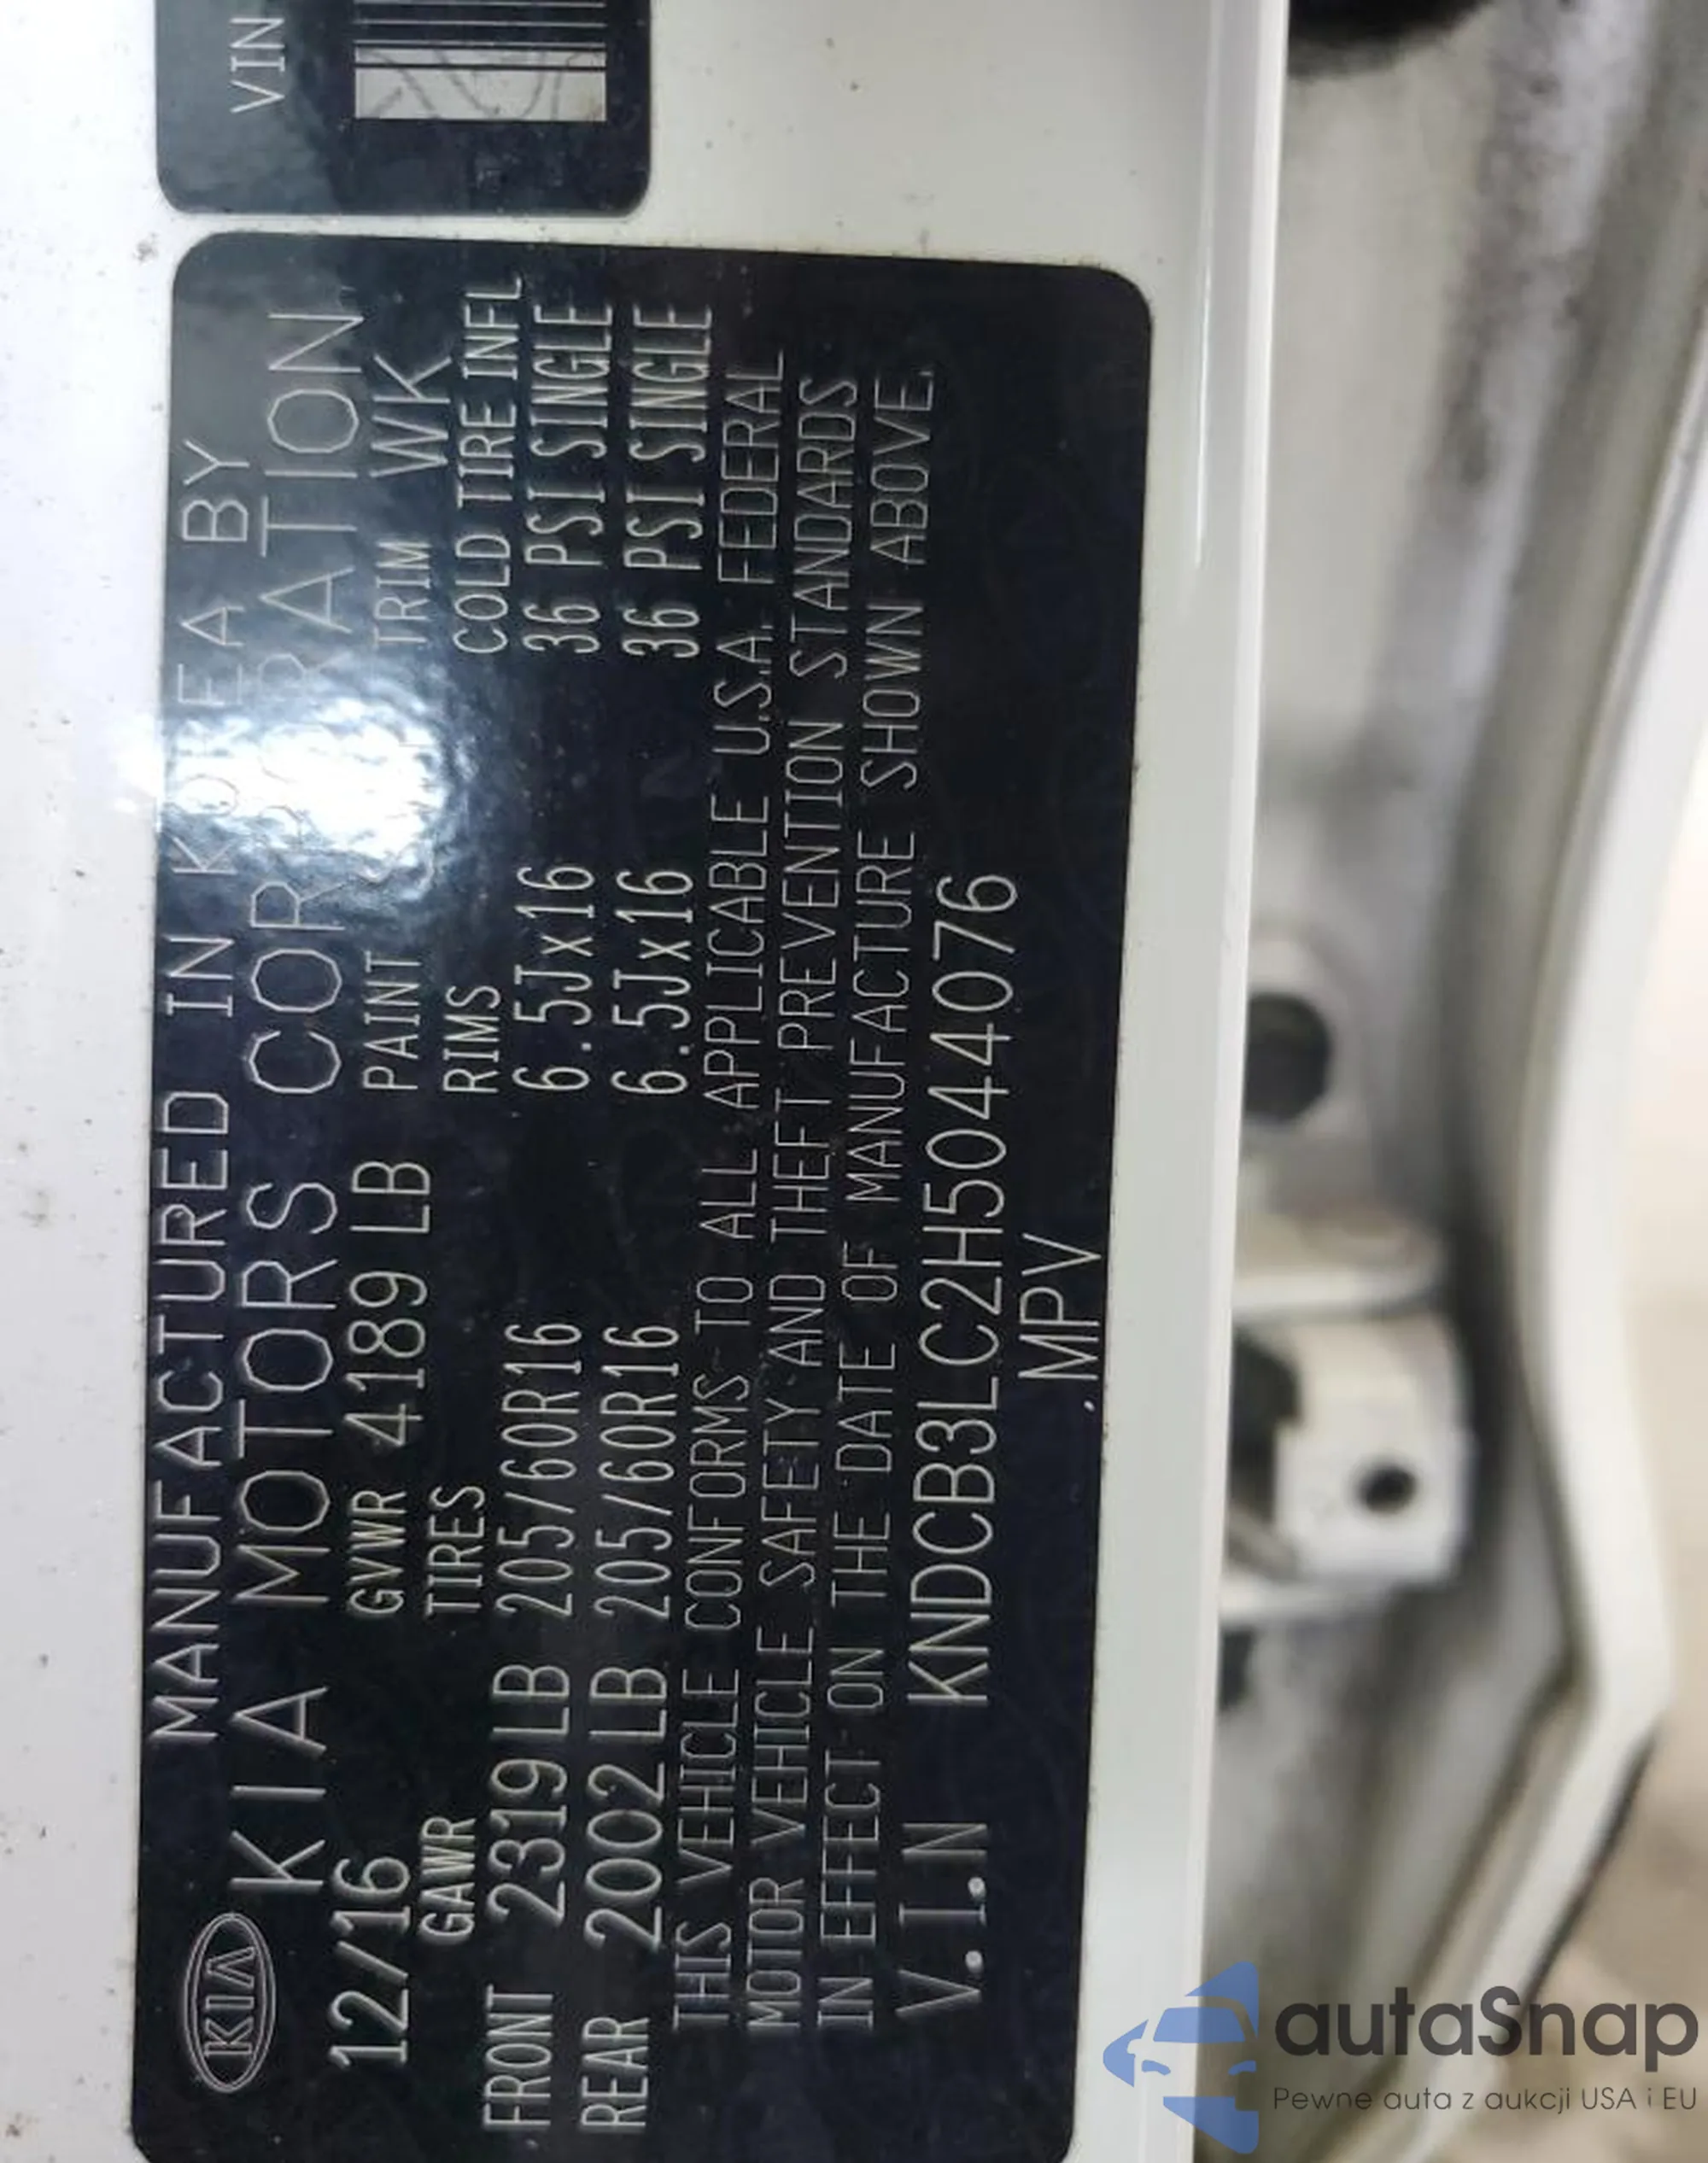 VIN
MANUFACTURED IN KOREA BY
KIA KIA MOTORS CORPORATION
12/16 GVWR 4189 LB PAINT TRIM WK
GAWR TIRES RIMS COLD TIRE INFL
FRONT 2319LB 205/60R16 6.5Jx16 36 PSI SINGLE
REAR 2002 LB 205/60R16 6.5Jx16 36 PSI SINGLE
THIS VEHICLE CONFORMS TO ALL APPLICABLE U.S.A. FEDERAL
MOTOR VEHICLE SAFETY AND THEFT PREVENTION STANDARDS
IN EFFECT ON THE DATE OF MANUFACTURE SHOWN ABOVE.
V.I.N KNDCB3LC2H5044076
MPV
autaSnap
Pewne auta z aukcji USA i EU